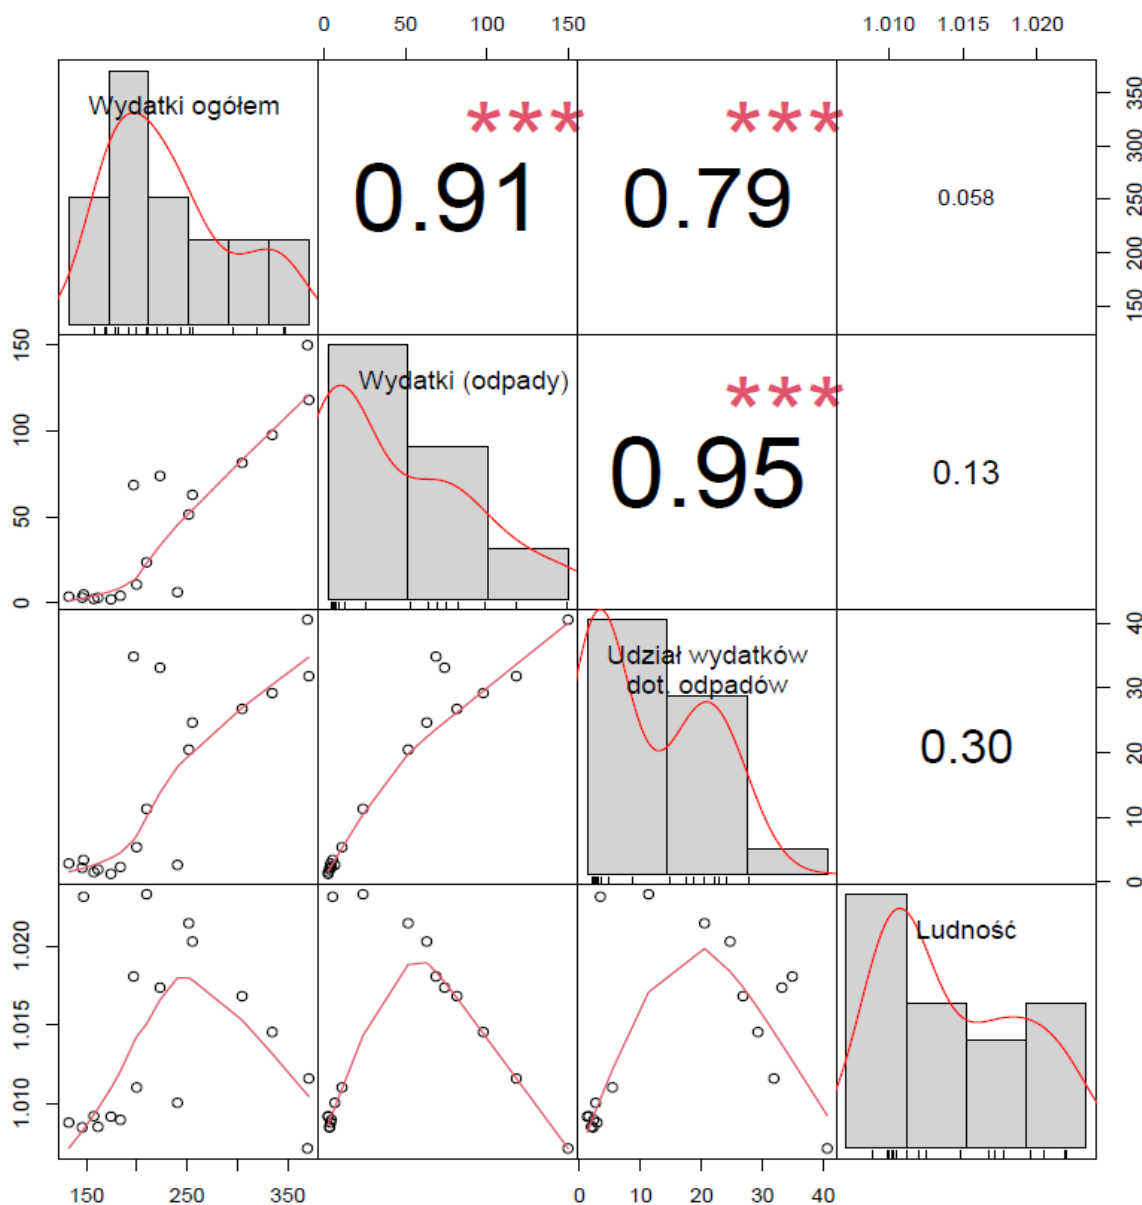 0 50 100 150 1.010 1.015 1.020
Wydatki ogółem
***
0.91
***
0.79
0.058
150 200 250 300 350
0 50 100 150
Wydatki (odpady)
***
0.95
0.13
Udział wydatków
dot. odpadów
0.30
0 10 20 30 40
1.010 1.015 1.020
Ludność
150 250 350 0 10 20 30 40